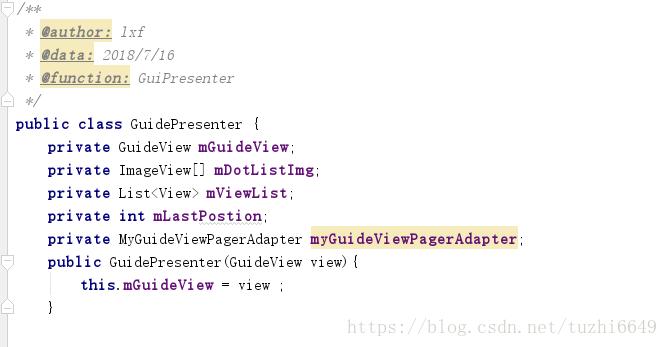 /**
 * @author: lxf
 * @data: 2018/7/16
 * @function: GuiPresenter
 */
public class GuidePresenter {
    private GuideView mGuideView;
    private ImageView[] mDotListImg;
    private List<View> mViewList;
    private int mLastPostion;
    private MyGuideViewPagerAdapter myGuideViewPagerAdapter;
    public GuidePresenter(GuideView view){
        this.mGuideView = view ;
    }
https://blog.csdn.net/tuzhi6649